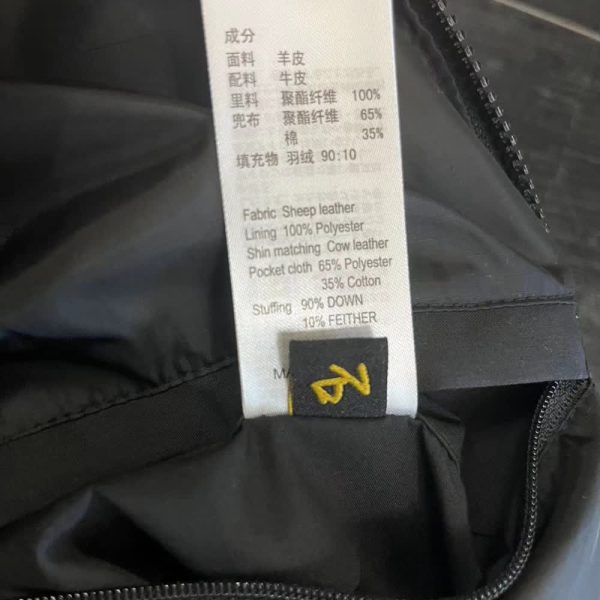 成分
面料 羊皮
配料 牛皮
里料 聚酯纤维 100%
兜布 聚酯纤维 65%
棉 35%
填充物 羽绒 90:10
Fabric Sheep leather
Lining 100% Polyester
Shin matching Cow leather
Pocket cloth 65% Polyester
35% Cotton
Stuffing 90% DOWN
10% FEITHER